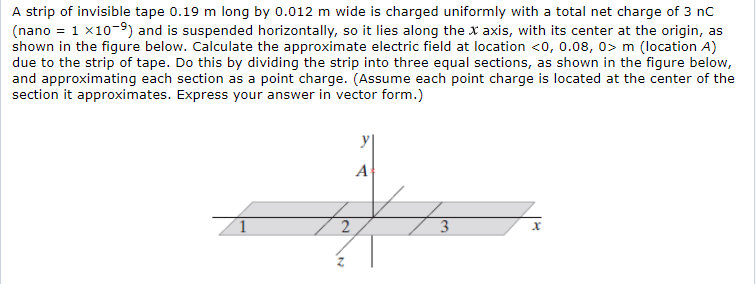 A strip of invisible tape 0.19 m long by 0.012 m wide is charged uniformly with a total net charge of 3 nC
(nano = 1 ×10⁻⁹) and is suspended horizontally, so it lies along the x axis, with its center at the origin, as
shown in the figure below. Calculate the approximate electric field at location <0, 0.08, 0> m (location A)
due to the strip of tape. Do this by dividing the strip into three equal sections, as shown in the figure below,
and approximating each section as a point charge. (Assume each point charge is located at the center of the
section it approximates. Express your answer in vector form.)
y
A
1 2 3 x
z